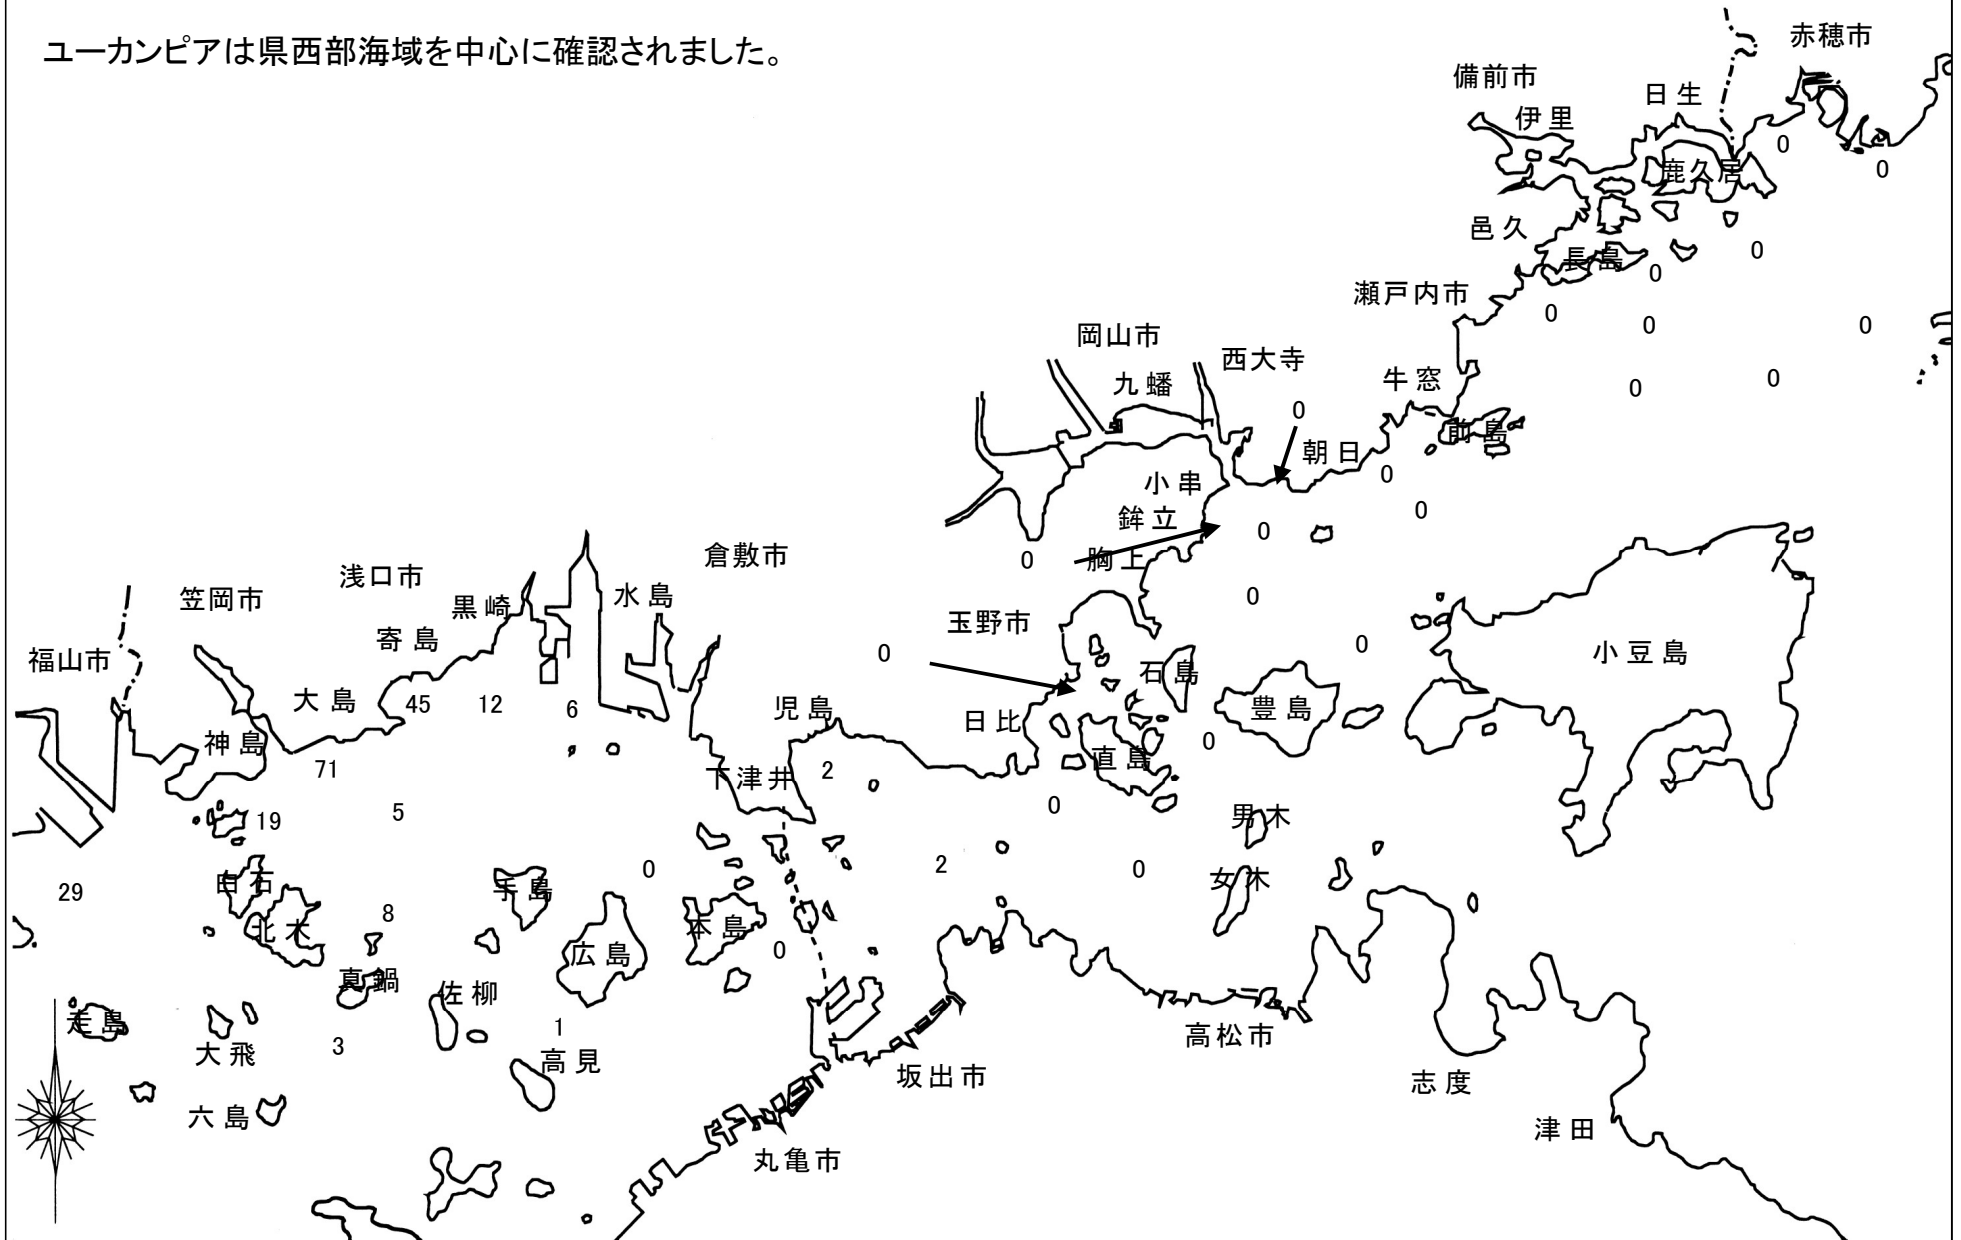 ユーカンピアは県西部海域を中心に確認されました。
赤穂市
備前市
日生
伊里
0
0
鹿久居
邑久
0
長島
0
瀬戸内市
0
0
0
岡山市
西大寺
牛窓
0
0
九蟠
0
前島
朝日
0
小串
0
鉾立
0
倉敷市
0
胸上
浅口市
笠岡市
黒崎
水島
0
玉野市
寄島
0
0
小豆島
福山市
石島
大島
45
12
6
児島
日比
豊島
神島
0
直島
71
下津井
2
0
5
19
男木
0
2
0
女木
29
白石
手島
8
北木
本島
0
広島
真鍋
佐柳
走島
1
高松市
3
大飛
高見
坂出市
志度
六島
津田
丸亀市